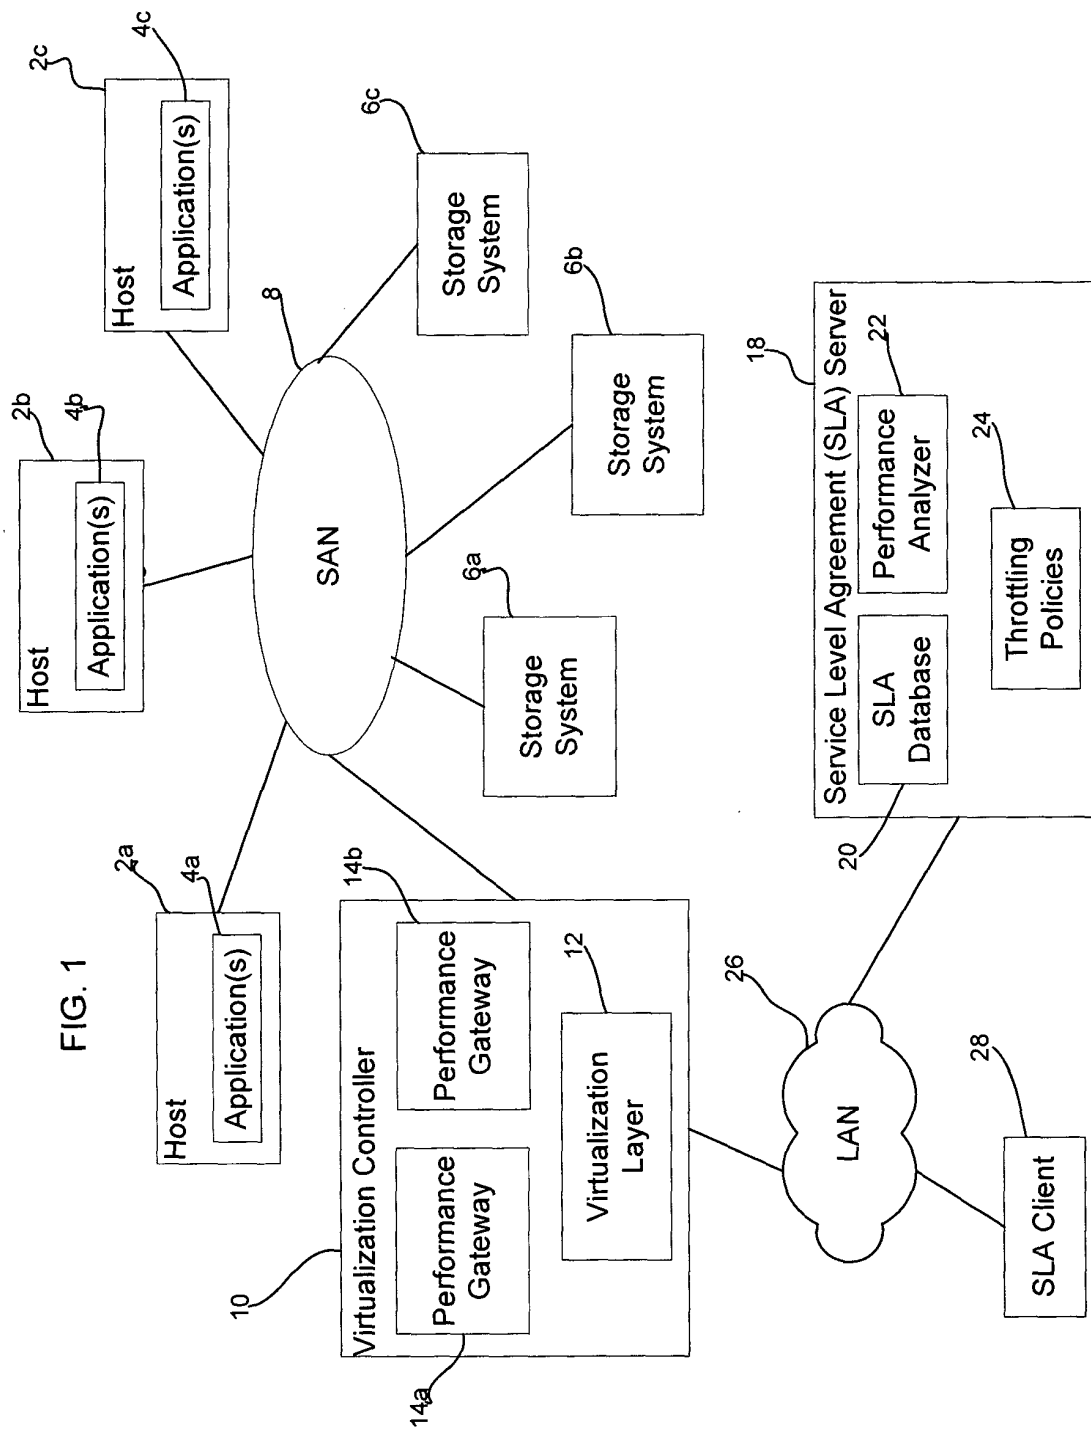 FIG. 1
2a
Host
4a
Application(s)
2b
Host
4b
Application(s)
2c
Host
4c
Application(s)
8
SAN
6a
Storage
System
6b
Storage
System
6c
Storage
System
10
Virtualization Controller
14a
Performance
Gateway
14b
Performance
Gateway
12
Virtualization
Layer
26
LAN
28
SLA Client
18
Service Level Agreement (SLA) Server
20
SLA
Database
22
Performance
Analyzer
24
Throttling
Policies